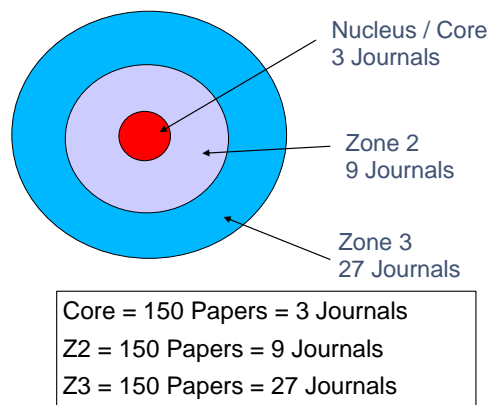 Nucleus / Core
3 Journals
Zone 2
9 Journals
Zone 3
27 Journals
Core = 150 Papers = 3 Journals
Z2 = 150 Papers = 9 Journals
Z3 = 150 Papers = 27 Journals